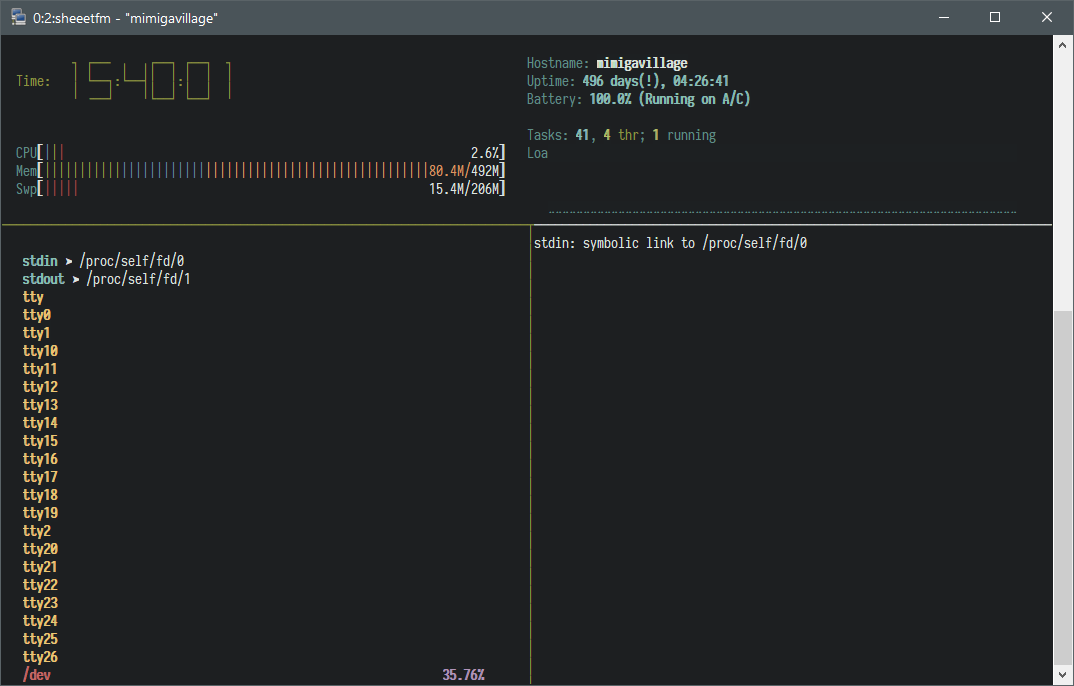 0:2:sheeetfm - "mimigavillage"
Time: 15:40:01
CPU[||| 2.6%]
Mem[80.4M/492M]
Swp[||||| 15.4M/206M]
Hostname: mimigavillage
Uptime: 496 days(!), 04:26:41
Battery: 100.0% (Running on A/C)
Tasks: 41, 4 thr; 1 running
Loa
stdin ➤ /proc/self/fd/0
stdout ➤ /proc/self/fd/1
tty
tty0
tty1
tty10
tty11
tty12
tty13
tty14
tty15
tty16
tty17
tty18
tty19
tty2
tty20
tty21
tty22
tty23
tty24
tty25
tty26
/dev 35.76%
stdin: symbolic link to /proc/self/fd/0